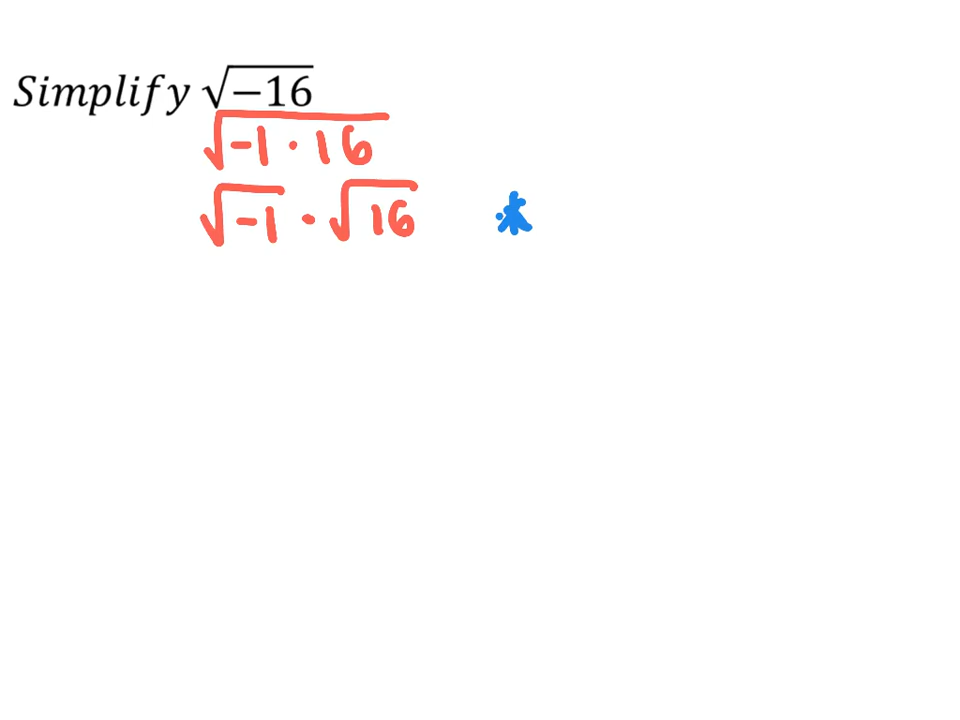 Simplify √−16
√-1 · 16
√-1 · √16 *